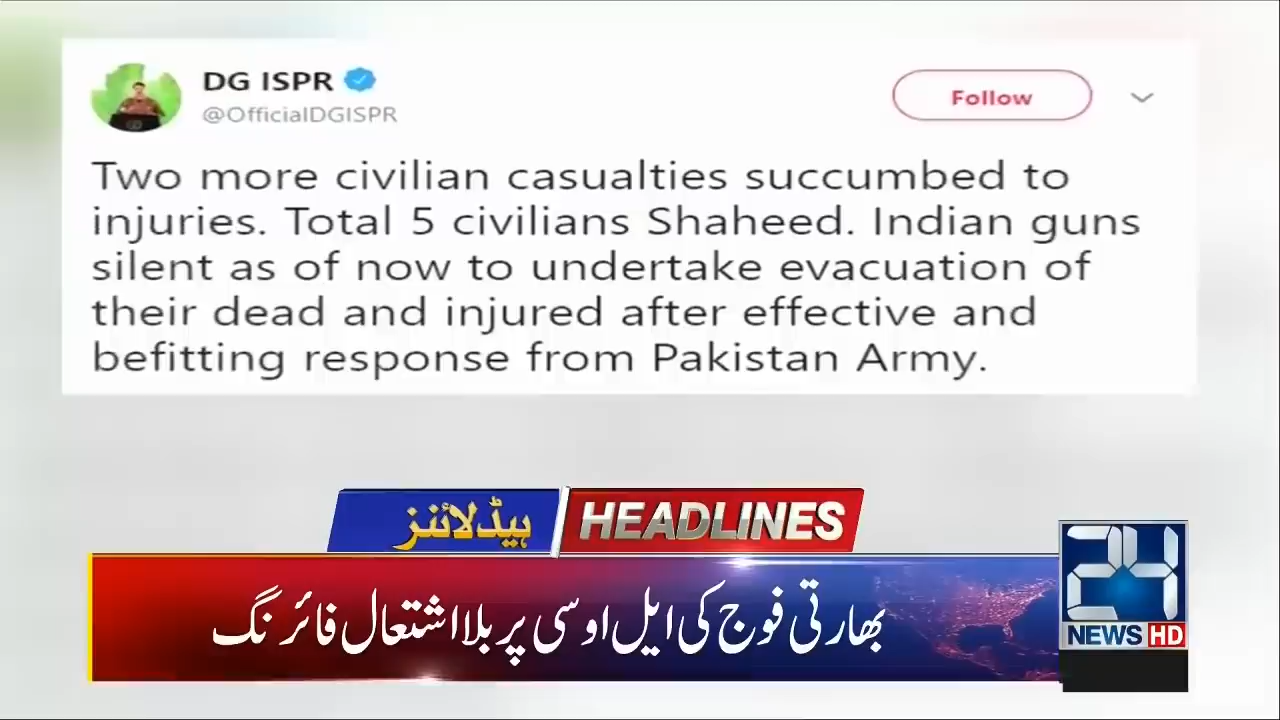 DG ISPR
@OfficialDGISPR
Follow
Two more civilian casualties succumbed to
injuries. Total 5 civilians Shaheed. Indian guns
silent as of now to undertake evacuation of
their dead and injured after effective and
befitting response from Pakistan Army.
ہیڈلائنز HEADLINES
بھارتی فوج کی ایل او سی پر بلا اشتعال فائرنگ
24
NEWS HD